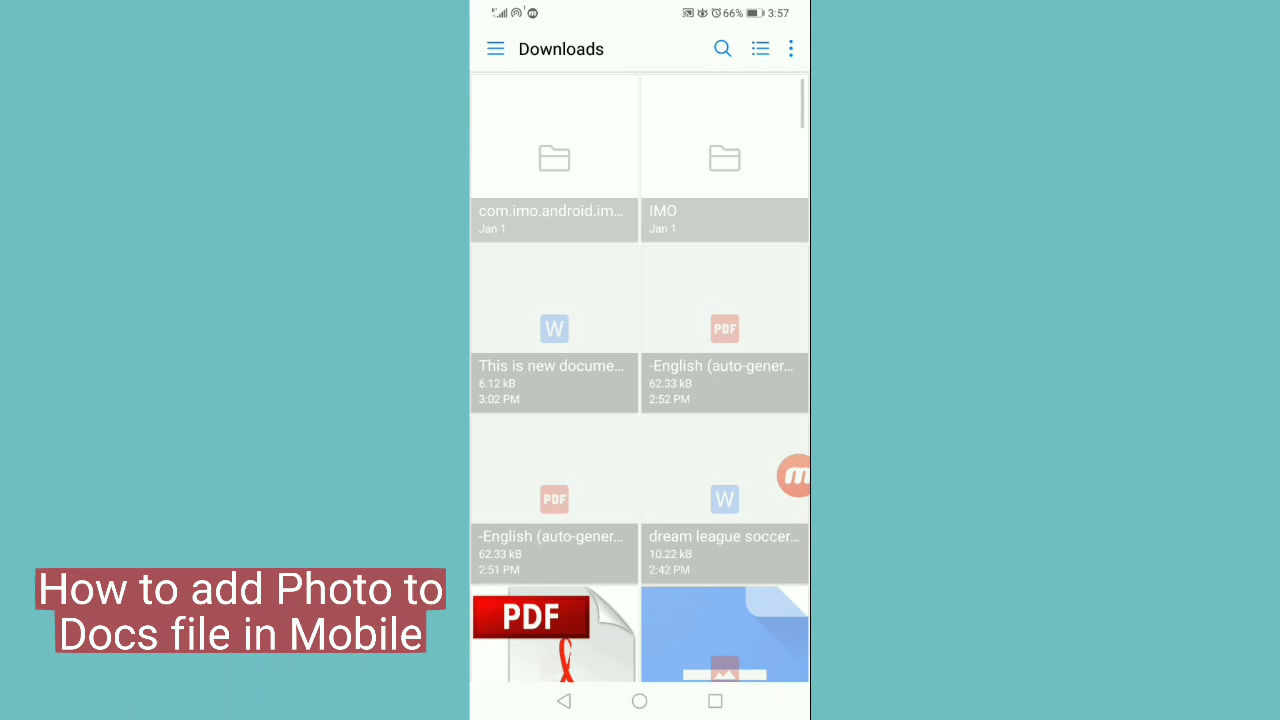 66% 3:57
Downloads
com.imo.android.im...
Jan 1
IMO
Jan 1
W
PDF
This is new docume...
6.12 kB
3:02 PM
-English (auto-gener...
62.33 kB
2:52 PM
PDF
W
-English (auto-gener...
62.33 kB
2:51 PM
dream league soccer...
10.22 kB
2:42 PM
PDF
How to add Photo to
Docs file in Mobile